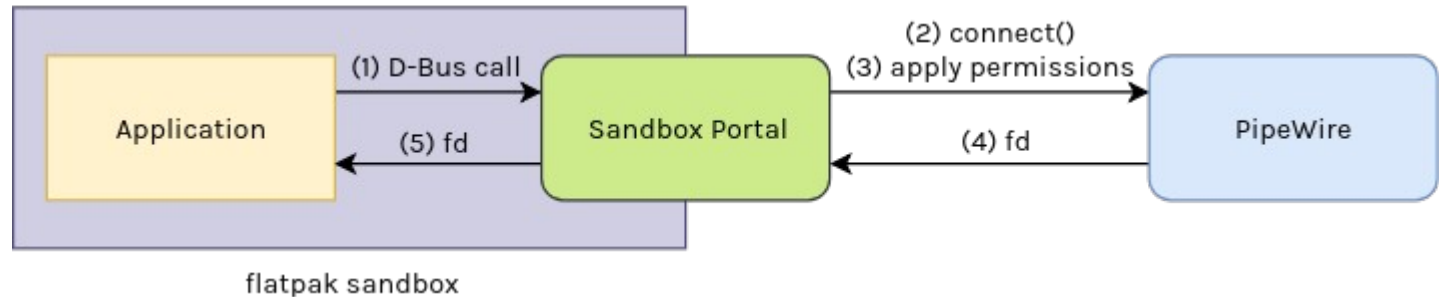 (2) connect()
(1) D-Bus call
(3) apply permissions
Application
Sandbox Portal
PipeWire
(5) fd
(4) fd
flatpak sandbox